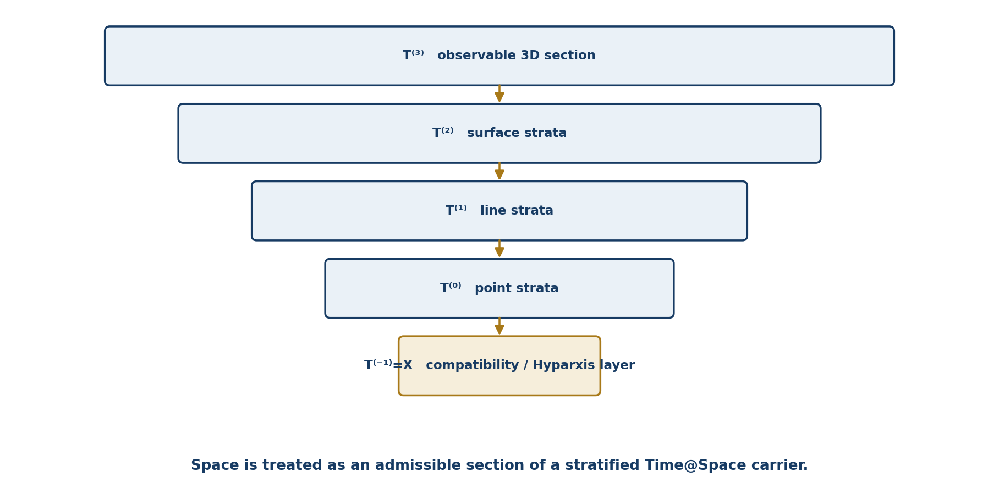 T⁽³⁾   observable 3D section
T⁽²⁾   surface strata
T⁽¹⁾   line strata
T⁽⁰⁾   point strata
T⁽⁻¹⁾=X   compatibility / Hyparxis layer
Space is treated as an admissible section of a stratified Time@Space carrier.